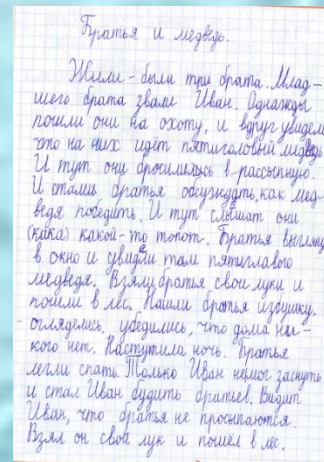 Братья и медведь.
Жили-были три брата. Млад-
шего брата звали Иван. Однажды
пошли они на охоту, и вдруг увидели
что на них идёт пятиголовый медведь
И тут они бросились в-рассыпную.
И стали братья обсуждать, как мед-
ведя победить. И тут слышат они
(кака) какой-то топот. Братья выгляну
в окно и увидели там пятиглавого
медведя. Взяли братья свои луки и
пошли в лес. Нашли братья избушку.
огляделись, убедились, что дома ни-
кого нет. Наступила ночь. Братья
легли спать. Только Иван немог заснуть
и стал Иван будить братьев. Видит
Иван, что братья не просыпаются.
Взял он свой лук и пошёл в лес.